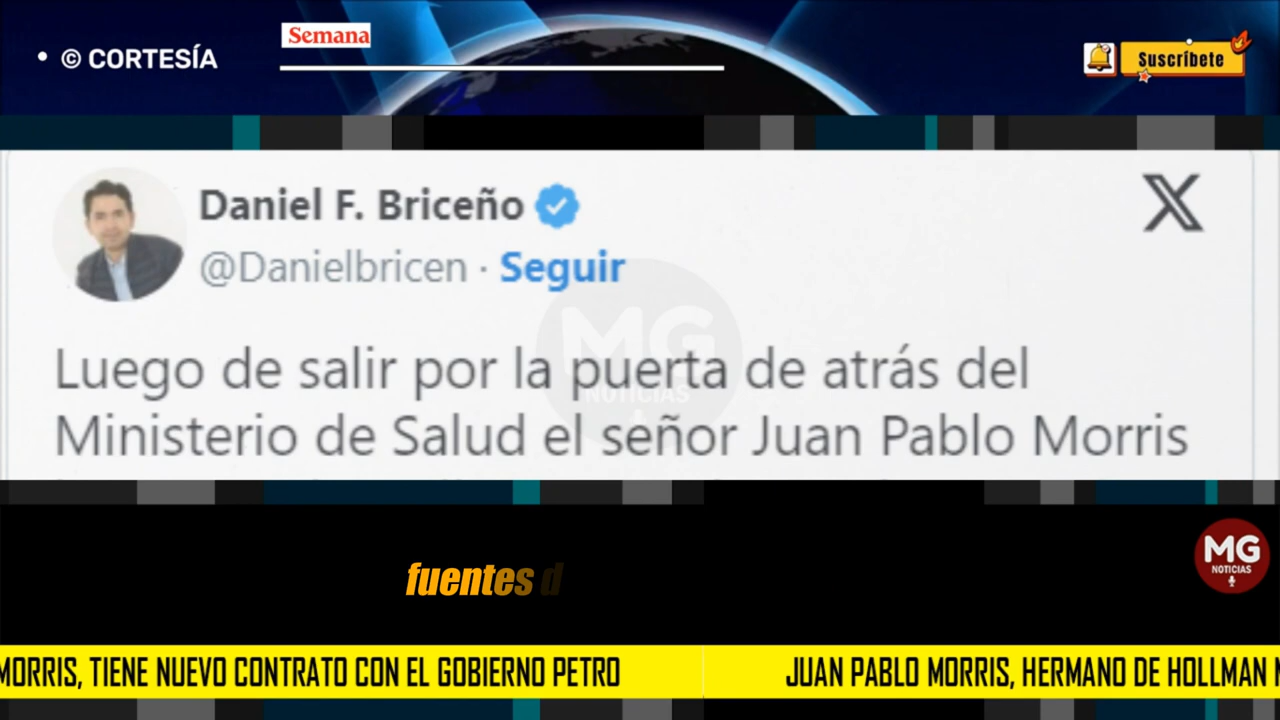 • © CORTESÍA
Semana
Suscríbete
Daniel F. Briceño
@Danielbricen · Seguir
Luego de salir por la puerta de atrás del
Ministerio de Salud el señor Juan Pablo Morris
MG
NOTICIAS
fuentes d
MG
NOTICIAS
MORRIS, TIENE NUEVO CONTRATO CON EL GOBIERNO PETRO JUAN PABLO MORRIS, HERMANO DE HOLLMAN